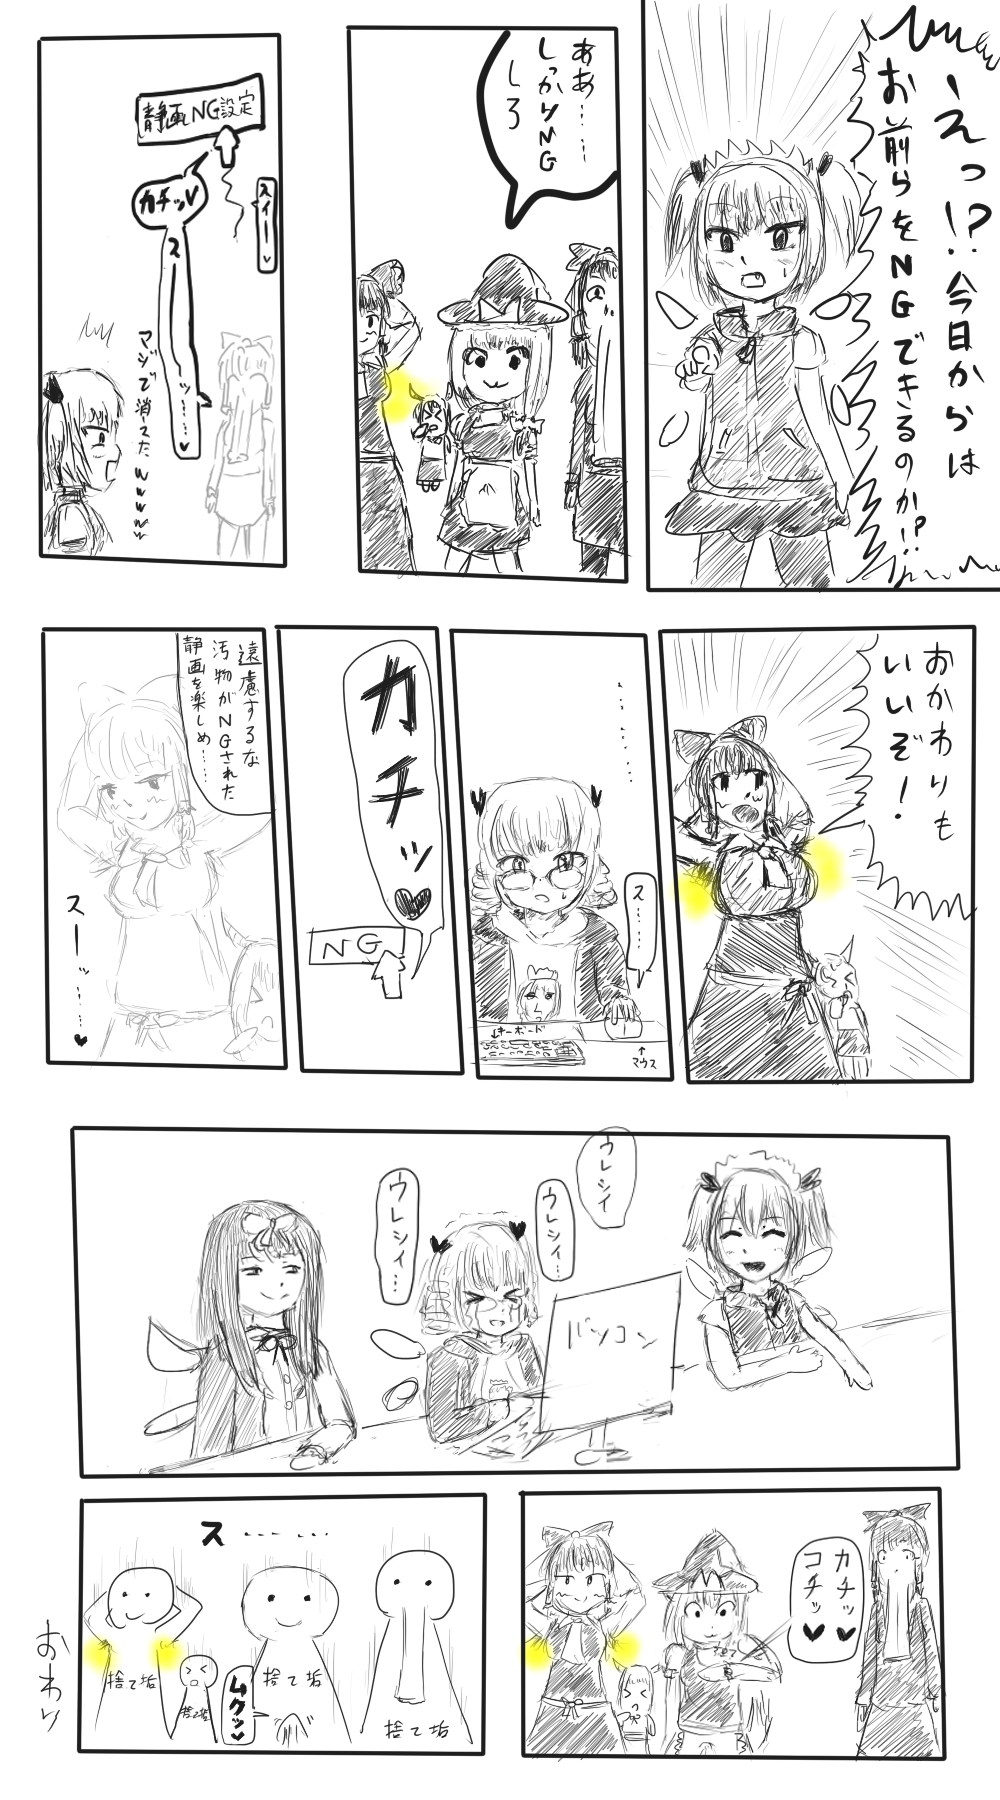 えっ!?今日からは
お前らをNGできるのか!?
ああ……
しっかりNG
しろ
静画NG設定
スイーー
カチッ
スーーーッ……♥
マジで消えたwwwww
おかわりも
いいぞ!
……
ス……
↓キーボード
↑
マウス
カチッ♥
NG
遠慮するな
汚物がNGされた
静画を楽しめ……
スーッ……♥
ウレシイ
ウレシイ…
ウレシイ…
パソコン
カチッ♥
コチッ♥
ス……
捨て垢
捨て垢
捨て垢
捨て垢
ムクッ♥
おわり